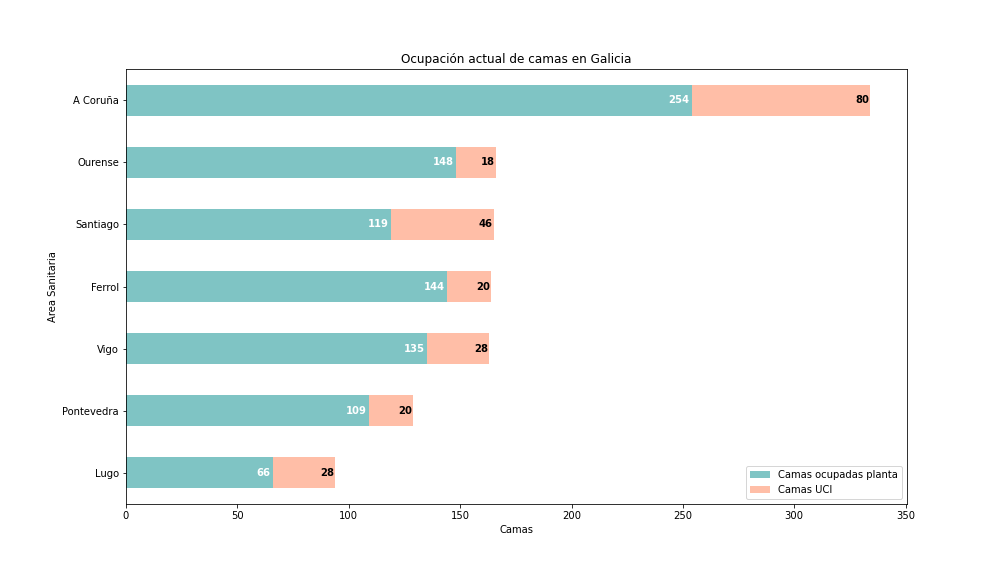 Ocupación actual de camas en Galicia
A Coruña 254 80
Ourense 148 18
Santiago 119 46
Ferrol 144 20
Vigo 135 28
Pontevedra 109 20
Lugo 66 28
Area Sanitaria
Camas ocupadas planta
Camas UCI
0 50 100 150 200 250 300 350
Camas